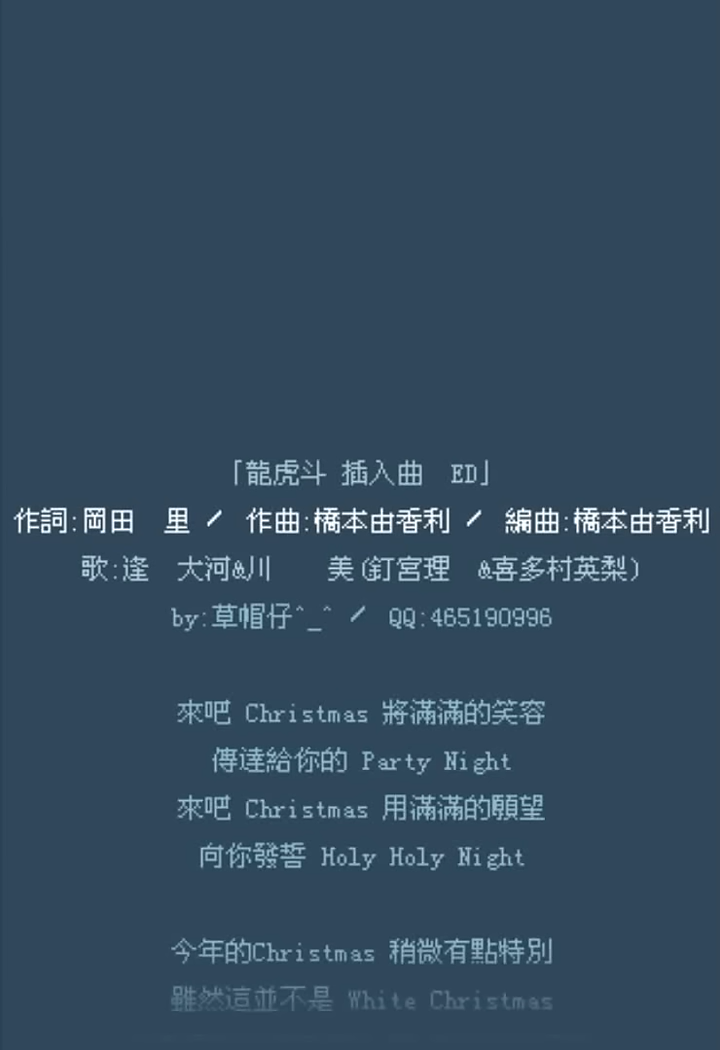 「龍虎斗 插入曲　ED」
作詞:岡田　里 / 作曲:橋本由香利 / 編曲:橋本由香利
歌:逢　大河&川　　美(釘宮理　&喜多村英梨)
by:草帽仔^_^ / QQ:465190996
來吧 Christmas 將滿滿的笑容
傳達給你的 Party Night
來吧 Christmas 用滿滿的願望
向你發誓 Holy Holy Night
今年的Christmas 稍微有點特別
雖然這並不是 White Christmas